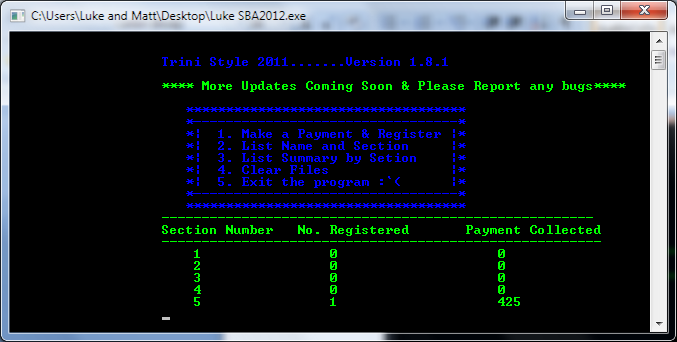 C:\Users\Luke and Matt\Desktop\Luke SBA2012.exe
Trini Style 2011.......Version 1.8.1
**** More Updates Coming Soon & Please Report any bugs****
***********************************
*---------------------------------*
*|  1. Make a Payment & Register |*
*|  2. List Name and Section     |*
*|  3. List Summary by Setion    |*
*|  4. Clear Files               |*
*|  5. Exit the program :`(      |*
*---------------------------------*
***********************************
Section Number   No. Registered       Payment Collected
1                0                    0
2                0                    0
3                0                    0
4                0                    0
5                1                    425